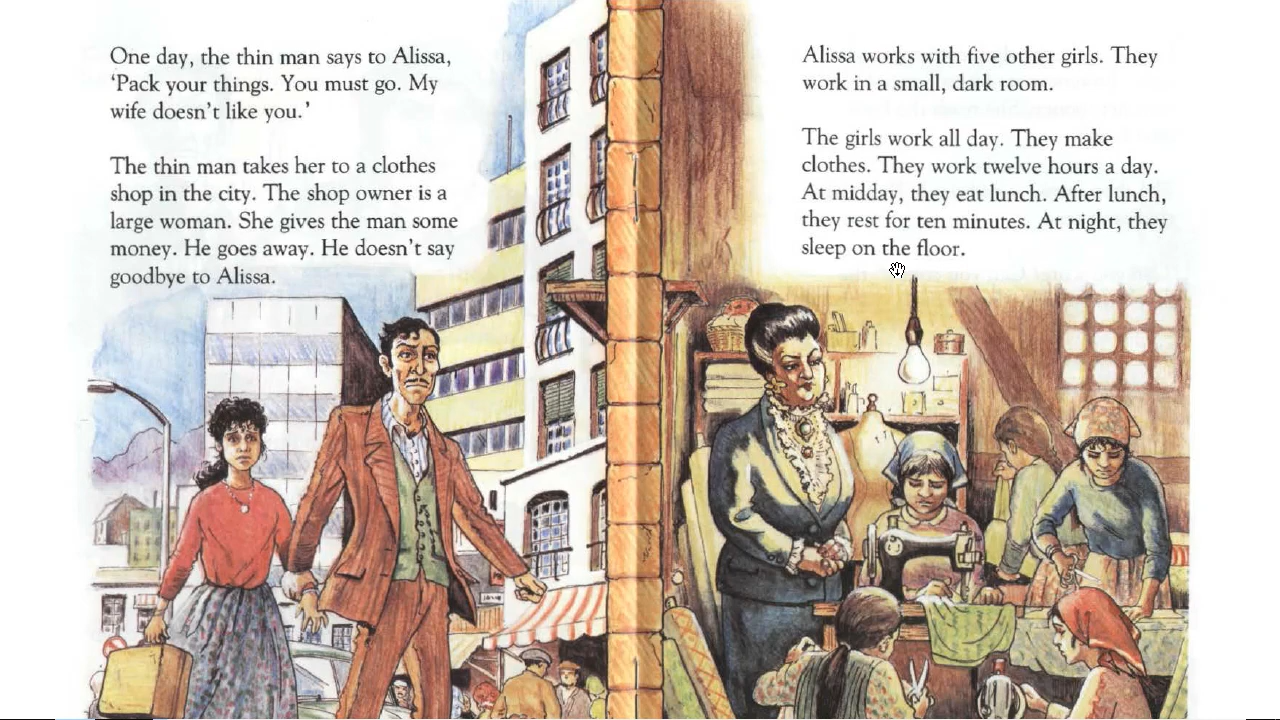 One day, the thin man says to Alissa,
‘Pack your things. You must go. My
wife doesn’t like you.’
The thin man takes her to a clothes
shop in the city. The shop owner is a
large woman. She gives the man some
money. He goes away. He doesn’t say
goodbye to Alissa.
Alissa works with five other girls. They
work in a small, dark room.
The girls work all day. They make
clothes. They work twelve hours a day.
At midday, they eat lunch. After lunch,
they rest for ten minutes. At night, they
sleep on the floor.